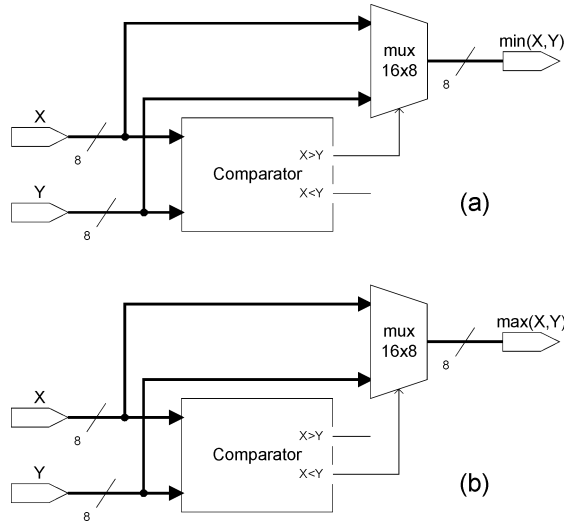 mux
16x8
min(X,Y)
8
X
8
X>Y
Comparator
X<Y
Y
8
(a)
mux
16x8
max(X,Y)
8
X
8
X>Y
Comparator
X<Y
Y
8
(b)